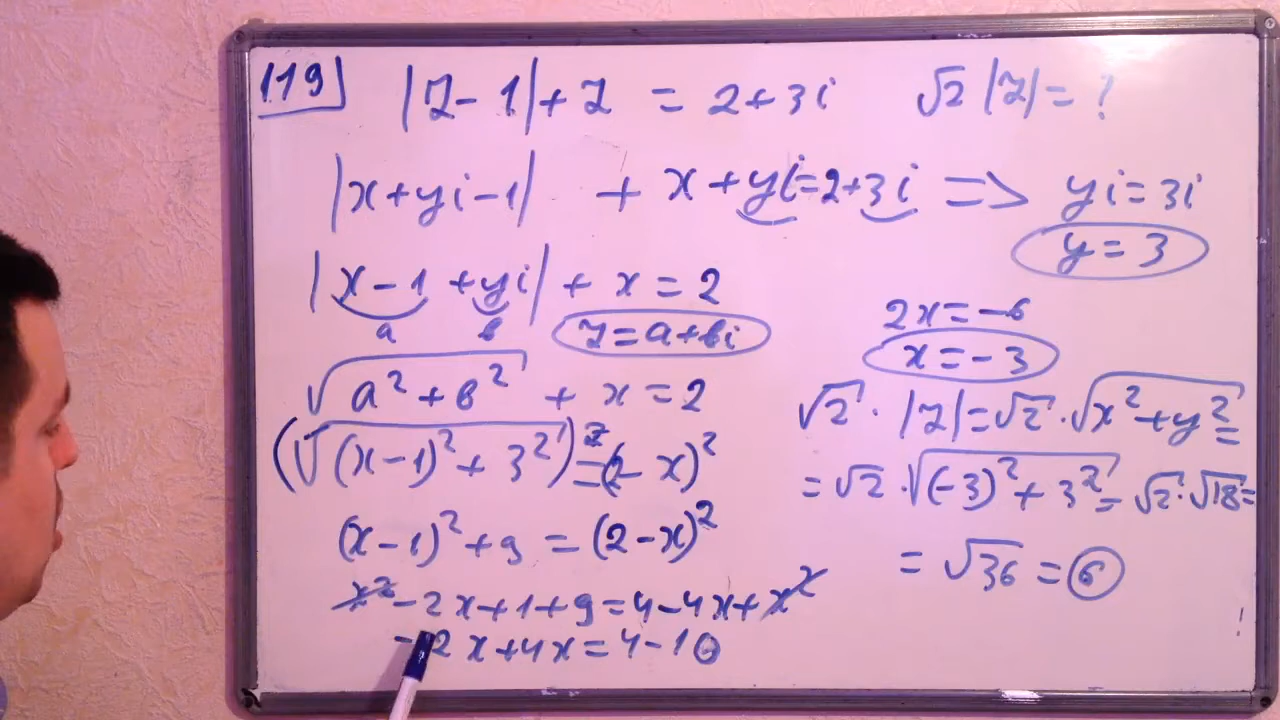 119 |z-1|+z = 2+3i √2 |z|= ?
|x+yi-1| + x+yi=2+3i => yi=3i
y=3
|x-1+yi| + x=2
a в z=a+вi
√(a²+в²) + x=2
(√((x-1)²+3²))²=(2-x)²
(x-1)²+9=(2-x)²
x²-2x+1+9=4-4x+x²
-2x+4x=4-10
2x=-6
x=-3
√2·|z|=√2·√(x²+y²)=
=√2·√((-3)²+3²)=√2·√18=
=√36=6